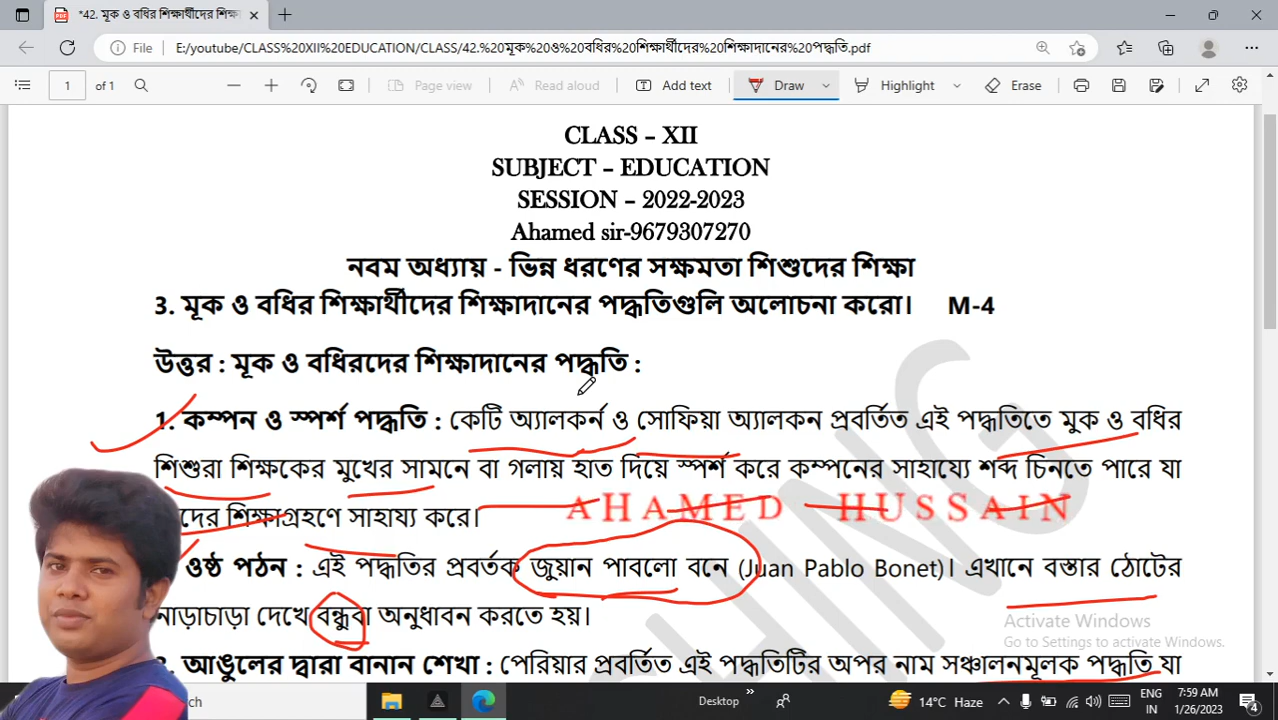 *42. মূক ও বধির শিক্ষার্থীদের শিক্ষ
File E:/youtube/CLASS%20XII%20EDUCATION/CLASS/42.%20মূক%20ও%20বধির%20শিক্ষার্থীদের%20শিক্ষাদানের%20পদ্ধতি.pdf
1 of 1 Page view Read aloud Add text Draw Highlight Erase
CLASS – XII
SUBJECT – EDUCATION
SESSION – 2022-2023
Ahamed sir-9679307270
নবম অধ্যায় - ভিন্ন ধরণের সক্ষমতা শিশুদের শিক্ষা
3. মূক ও বধির শিক্ষার্থীদের শিক্ষাদানের পদ্ধতিগুলি অলোচনা করো। M-4
উত্তর : মূক ও বধিরদের শিক্ষাদানের পদ্ধতি :
1. কম্পন ও স্পর্শ পদ্ধতি : কেটি অ্যালকর্ন ও সোফিয়া অ্যালকন প্রবর্তিত এই পদ্ধতিতে মুক ও বধির
শিশুরা শিক্ষকের মুখের সামনে বা গলায় হাত দিয়ে স্পর্শ করে কম্পনের সাহায্যে শব্দ চিনতে পারে যা
দের শিক্ষাগ্রহণে সাহায্য করে।
AHAMED HUSSAIN
ওষ্ঠ পঠন : এই পদ্ধতির প্রবর্তক জুয়ান পাবলো বনে (Juan Pablo Bonet)। এখানে বস্তার ঠোটের
নাড়াচাড়া দেখে বন্ধুবা অনুধাবন করতে হয়।
Activate Windows
Go to Settings to activate Windows.
আঙুলের দ্বারা বানান শেখা : পেরিয়ার প্রবর্তিত এই পদ্ধতিটির অপর নাম সঞ্চালনমূলক পদ্ধতি যা
CHING
rch
Desktop
14°C Haze
ENG
IN
7:59 AM
1/26/2023
4